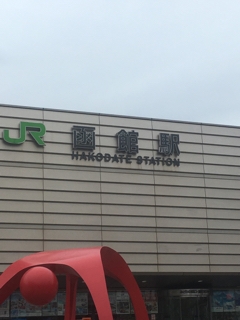 JR 函館駅
HAKODATE STATION